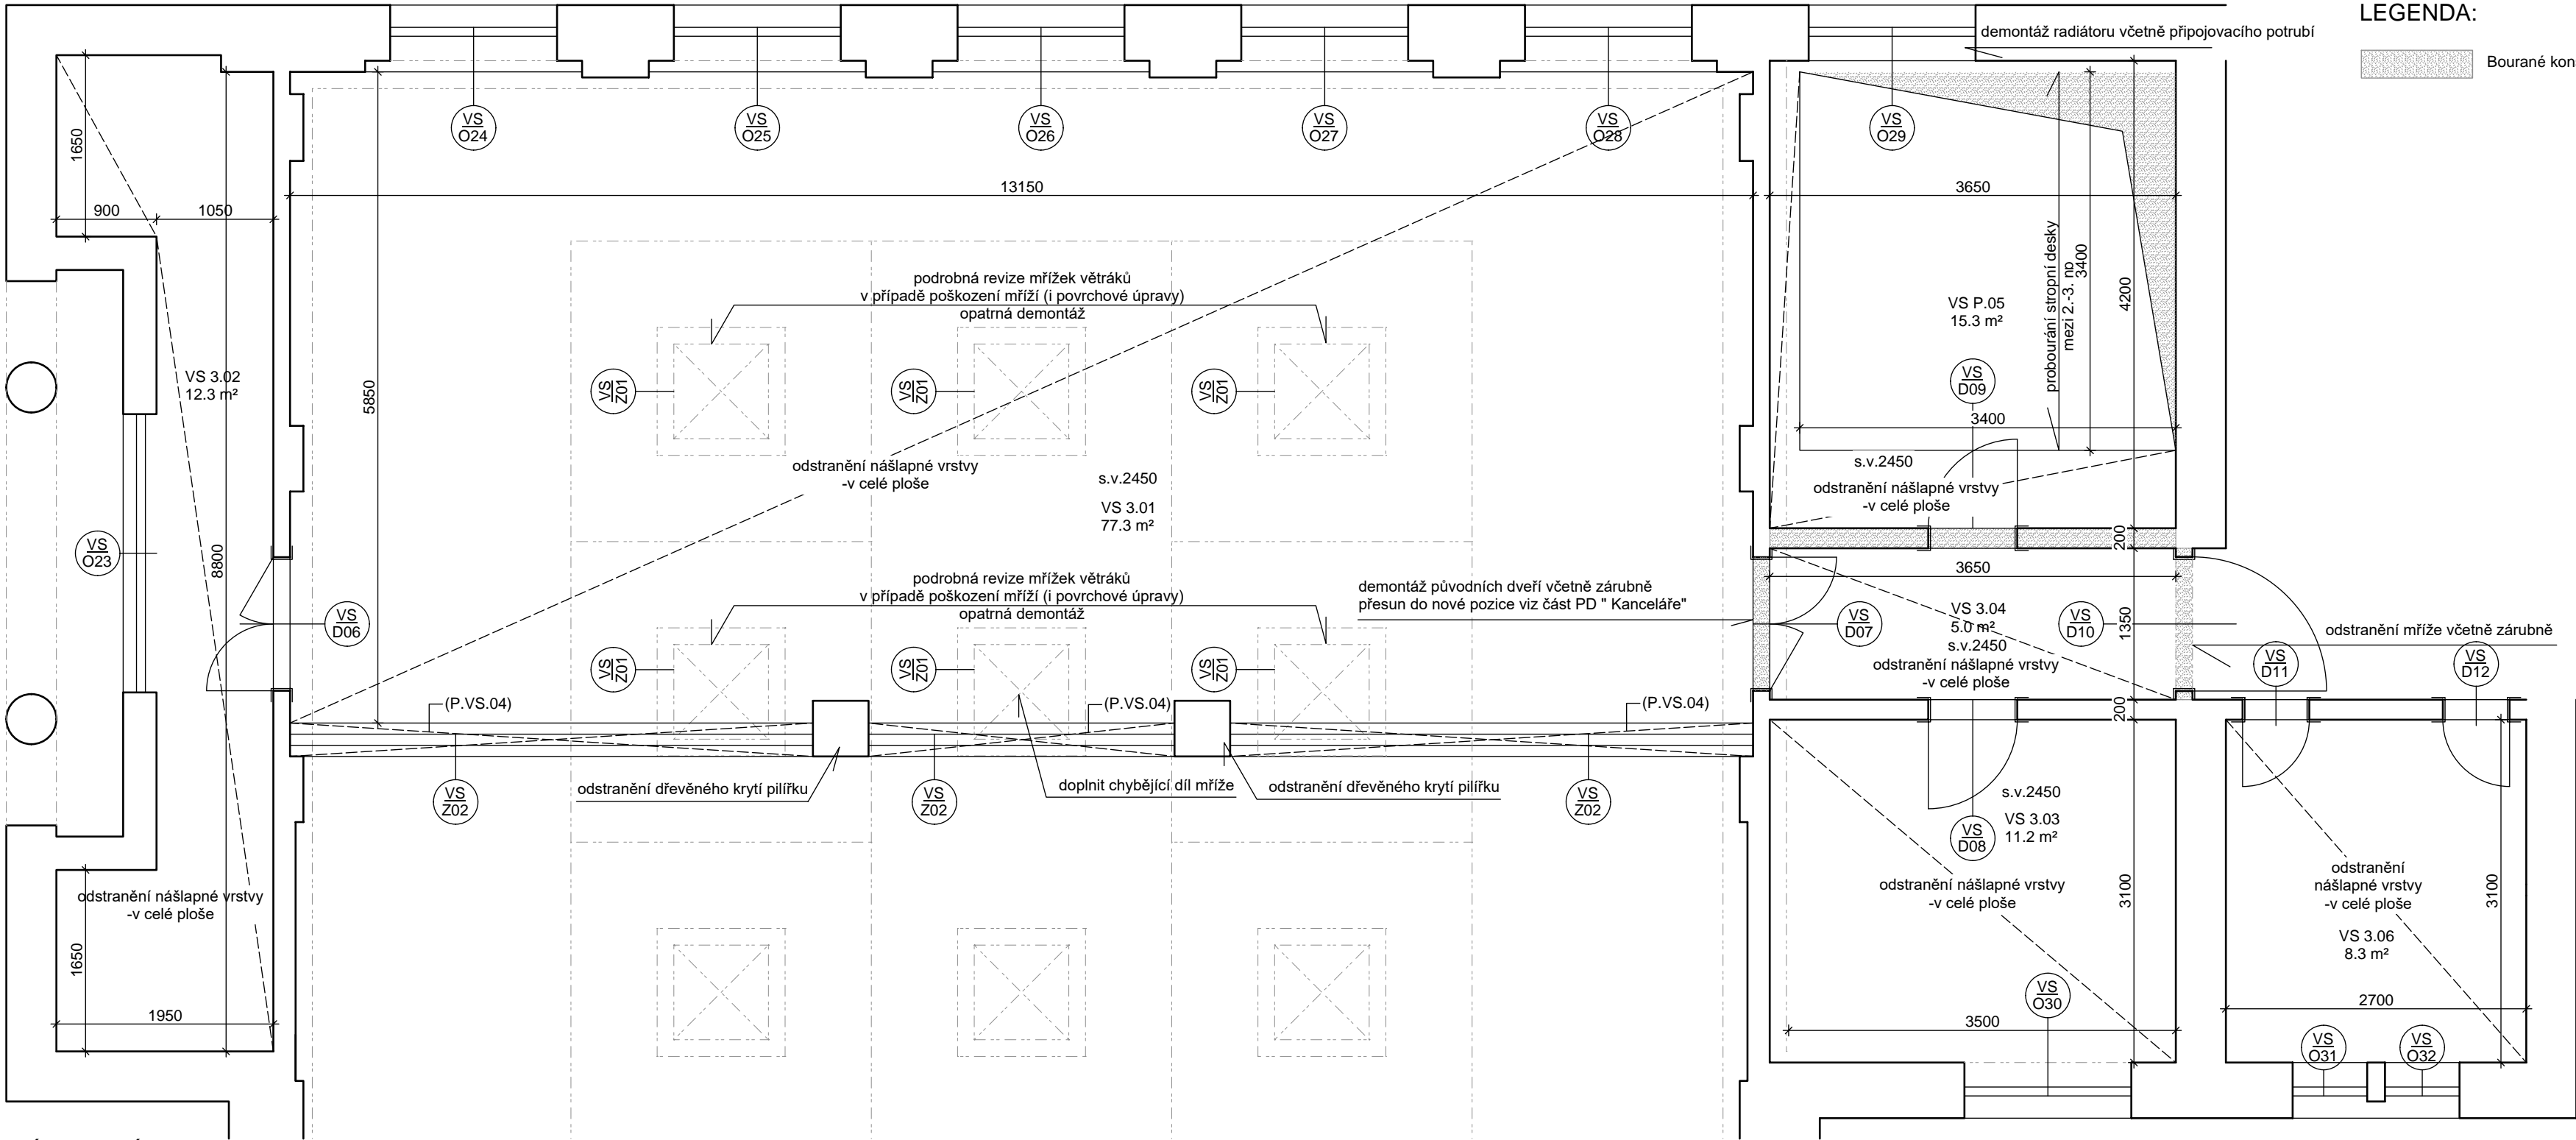 LEGENDA:
Bourané kon
demontáž radiátoru včetně připojovacího potrubí
VS
O24
VS
O25
VS
O26
VS
O27
VS
O28
VS
O29
1650
900
1050
13150
3650
podrobná revize mřížek větráků
v případě poškození mříží (i povrchové úpravy)
opatrná demontáž
probourání stropní desky
mezi 2.-3. np
3400
4200
VS P.05
15.3 m²
VS 3.02
12.3 m²
5850
VS
Z01
VS
Z01
VS
Z01
VS
D09
3400
odstranění nášlapné vrstvy
-v celé ploše
s.v.2450
VS 3.01
77.3 m²
s.v.2450
odstranění nášlapné vrstvy
-v celé ploše
VS
O23
8800
200
3650
podrobná revize mřížek větráků
v případě poškození mříží (i povrchové úpravy)
opatrná demontáž
demontáž původních dveří včetně zárubně
přesun do nové pozice viz část PD " Kanceláře"
VS
D06
VS
D07
VS 3.04
5.0 m²
s.v.2450
odstranění nášlapné vrstvy
-v celé ploše
VS
D10
1350
odstranění mříže včetně zárubně
VS
D11
VS
D12
VS
Z01
VS
Z01
VS
Z01
(P.VS.04)
(P.VS.04)
(P.VS.04)
200
odstranění dřevěného krytí pilířku
doplnit chybějící díl mříže
odstranění dřevěného krytí pilířku
VS
Z02
VS
Z02
VS
Z02
s.v.2450
VS 3.03
11.2 m²
VS
D08
odstranění nášlapné vrstvy
-v celé ploše
odstranění nášlapné vrstvy
-v celé ploše
3100
odstranění
nášlapné vrstvy
-v celé ploše
3100
VS 3.06
8.3 m²
1650
1950
VS
O30
3500
2700
VS
O31
VS
O32